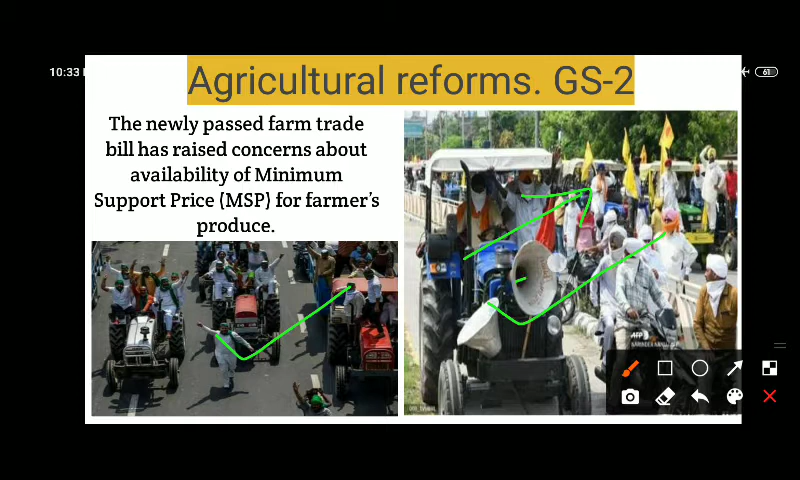 10:33
61
Agricultural reforms. GS-2
The newly passed farm trade
bill has raised concerns about
availability of Minimum
Support Price (MSP) for farmer's
produce.
AFP